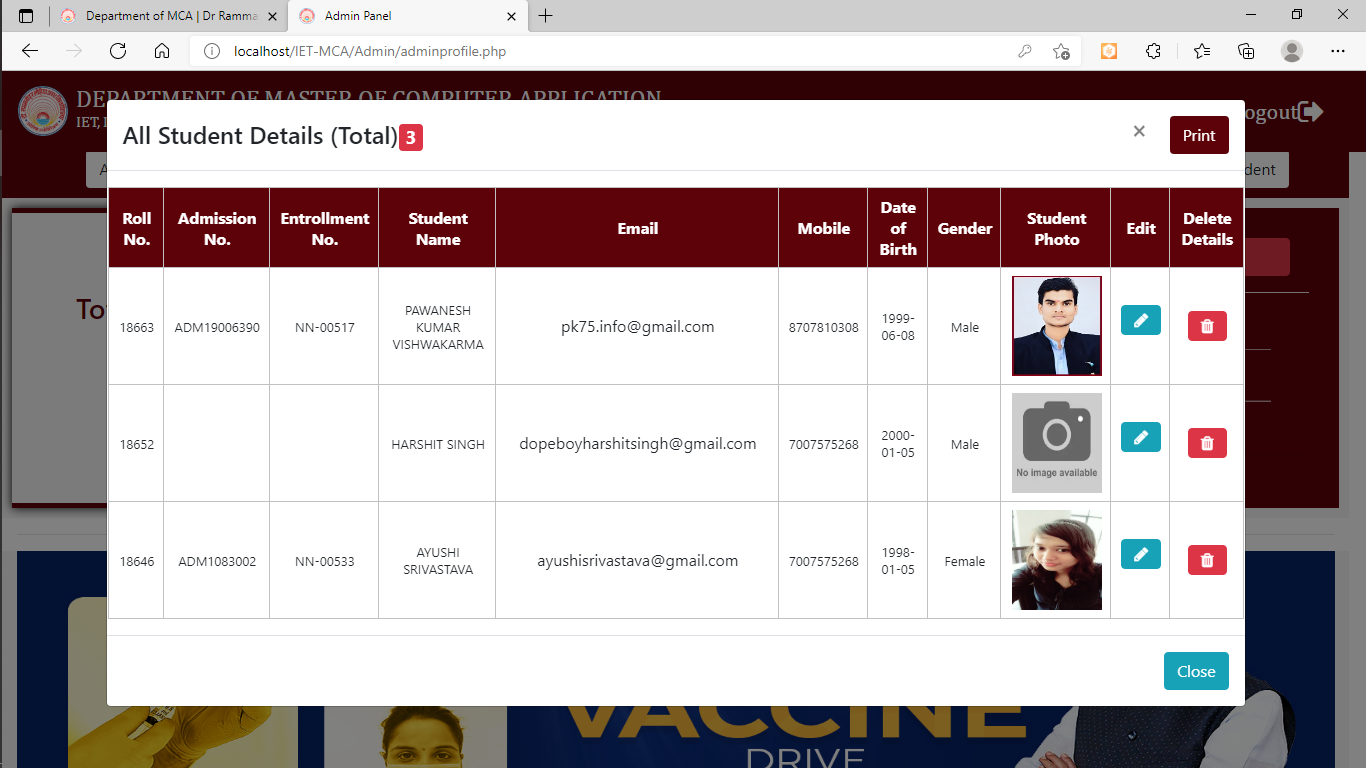 Department of MCA | Dr Ramma
Admin Panel
localhost/IET-MCA/Admin/adminprofile.php
DEPARTMENT OF MASTER OF COMPUTER APPLICATION
IET,
ogout
All Student Details (Total) 3
× Print
A
dent
To
Roll No. Admission No. Entrollment No. Student Name Email Mobile Date of Birth Gender Student Photo Edit Delete Details
18663 ADM19006390 NN-00517 PAWANESH KUMAR VISHWAKARMA pk75.info@gmail.com 8707810308 1999-06-08 Male
18652 HARSHIT SINGH dopeboyharshitsingh@gmail.com 7007575268 2000-01-05 Male No image available
18646 ADM1083002 NN-00533 AYUSHI SRIVASTAVA ayushisrivastava@gmail.com 7007575268 1998-01-05 Female
Close
VACCINE
DRIVE